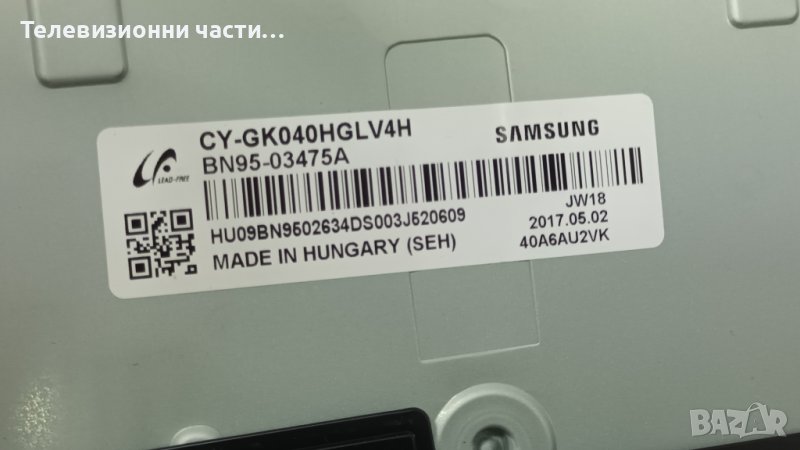 Телевизионни части...
CY-GK040HGLV4H
SAMSUNG
BN95-03475A
LEAD-FREE
HU09BN9502634DS003J520609
JW18
2017.05.02
MADE IN HUNGARY (SEH)
40A6AU2VK
BAZAR